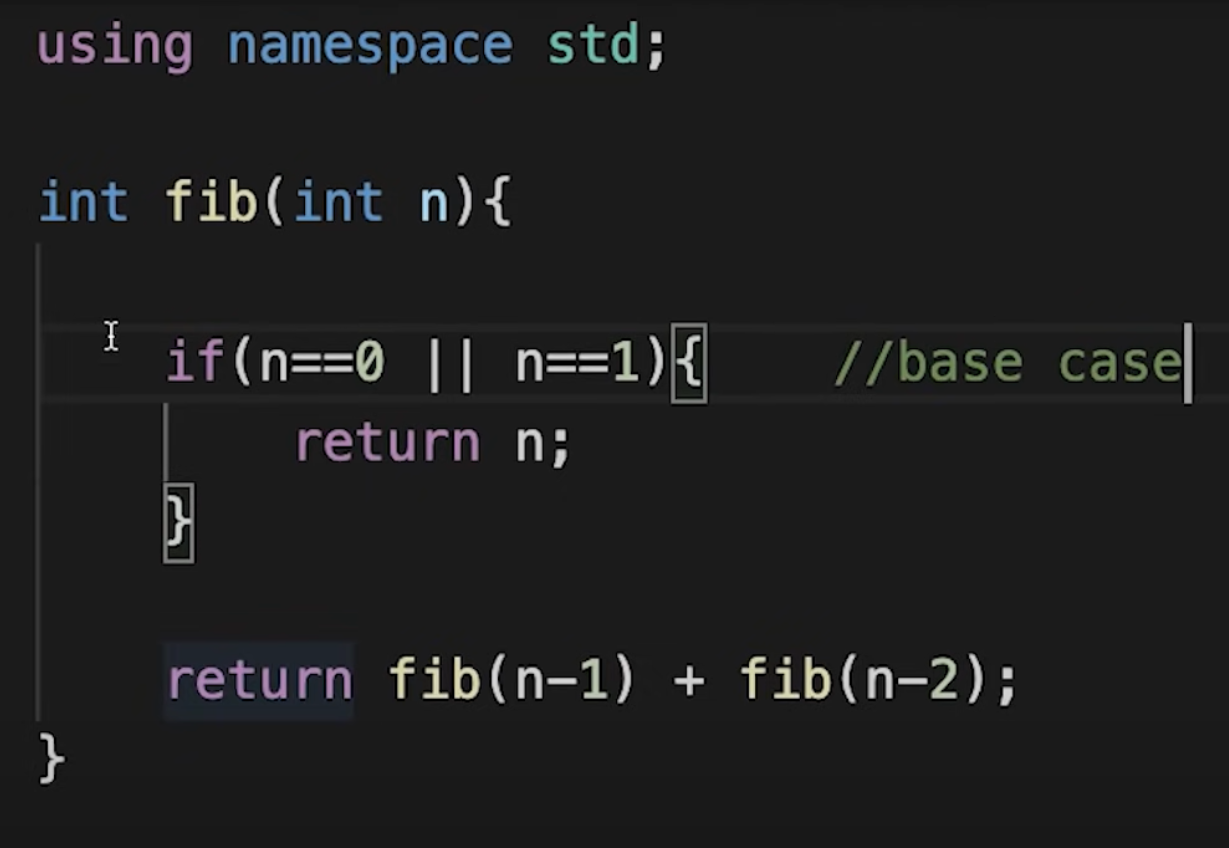 using namespace std;
int fib(int n){
if(n==0 || n==1){    //base case
return n;
}
return fib(n-1) + fib(n-2);
}